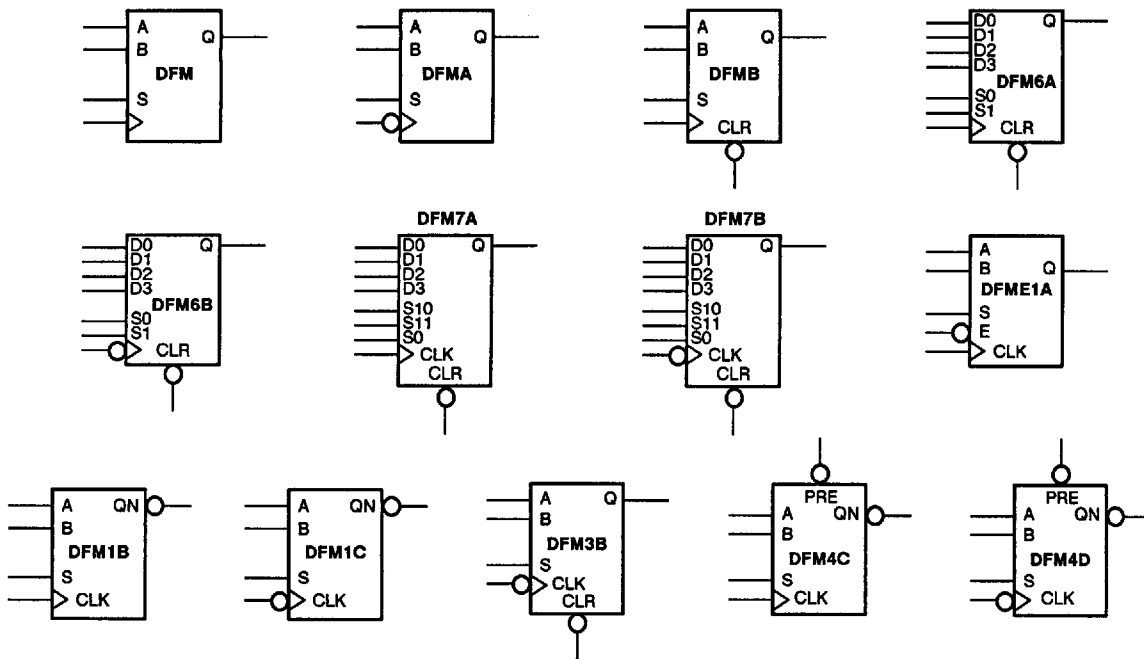 A Q
B
DFM
S
A Q
B
DFMA
S
A Q
B
DFMB
S
CLR
D0 Q
D1
D2
D3
DFM6A
S0
S1
CLR
D0 Q
D1
D2
D3
DFM6B
S0
S1
CLR
DFM7A
D0 Q
D1
D2
D3
S10
S11
S0
CLK
CLR
DFM7B
D0 Q
D1
D2
D3
S10
S11
S0
CLK
CLR
A
B Q
DFME1A
S
E
CLK
A QN
B
DFM1B
S
CLK
A QN
B
DFM1C
S
CLK
A Q
B
DFM3B
S
CLK
CLR
PRE
A QN
B
DFM4C
S
CLK
PRE
A QN
B
DFM4D
S
CLK